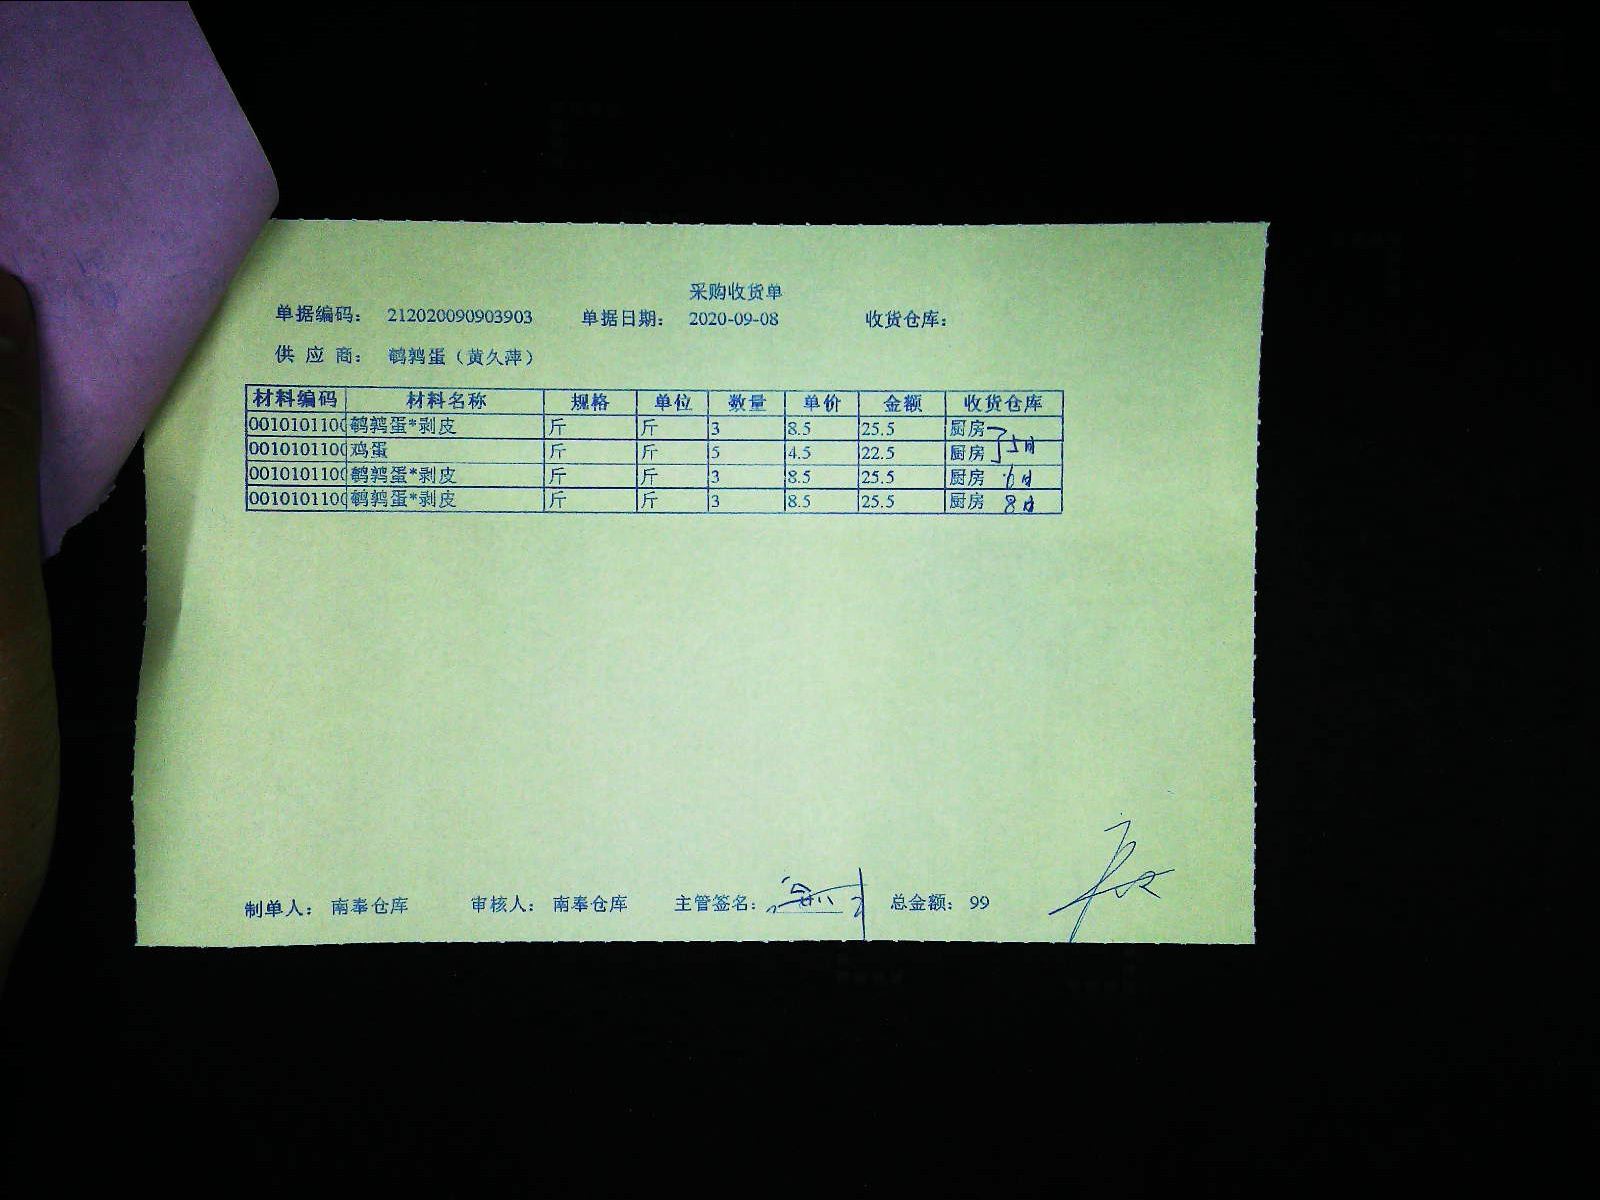 采购收货单
单据编码： 212020090903903 单据日期： 2020-09-08 收货仓库：
供 应 商： 鹌鹑蛋（黄久萍）
材料编码 材料名称 规格 单位 数量 单价 金额 收货仓库
0010101100 鹌鹑蛋*剥皮 斤 斤 3 8.5 25.5 厨房
0010101100 鸡蛋 斤 斤 5 4.5 22.5 厨房 5日
0010101100 鹌鹑蛋*剥皮 斤 斤 3 8.5 25.5 厨房 6日
0010101100 鹌鹑蛋*剥皮 斤 斤 3 8.5 25.5 厨房 8日
制单人： 南奉仓库 审核人： 南奉仓库 主管签名： 总金额： 99